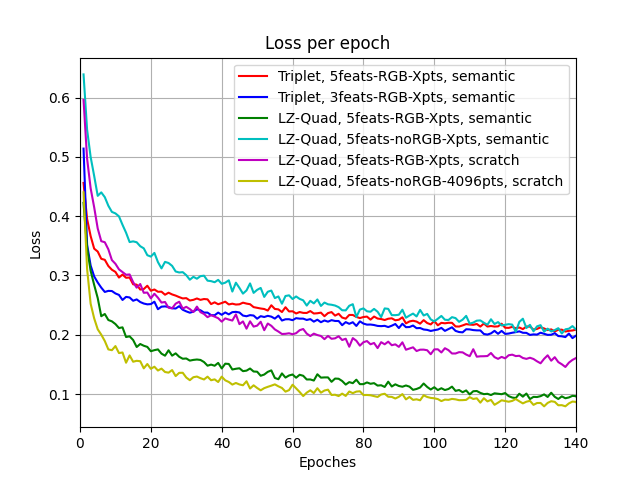 Loss per epoch
Triplet, 5feats-RGB-Xpts, semantic
Triplet, 3feats-RGB-Xpts, semantic
LZ-Quad, 5feats-RGB-Xpts, semantic
LZ-Quad, 5feats-noRGB-Xpts, semantic
LZ-Quad, 5feats-RGB-Xpts, scratch
LZ-Quad, 5feats-noRGB-4096pts, scratch
Loss
0.6
0.5
0.4
0.3
0.2
0.1
0 20 40 60 80 100 120 140
Epoches